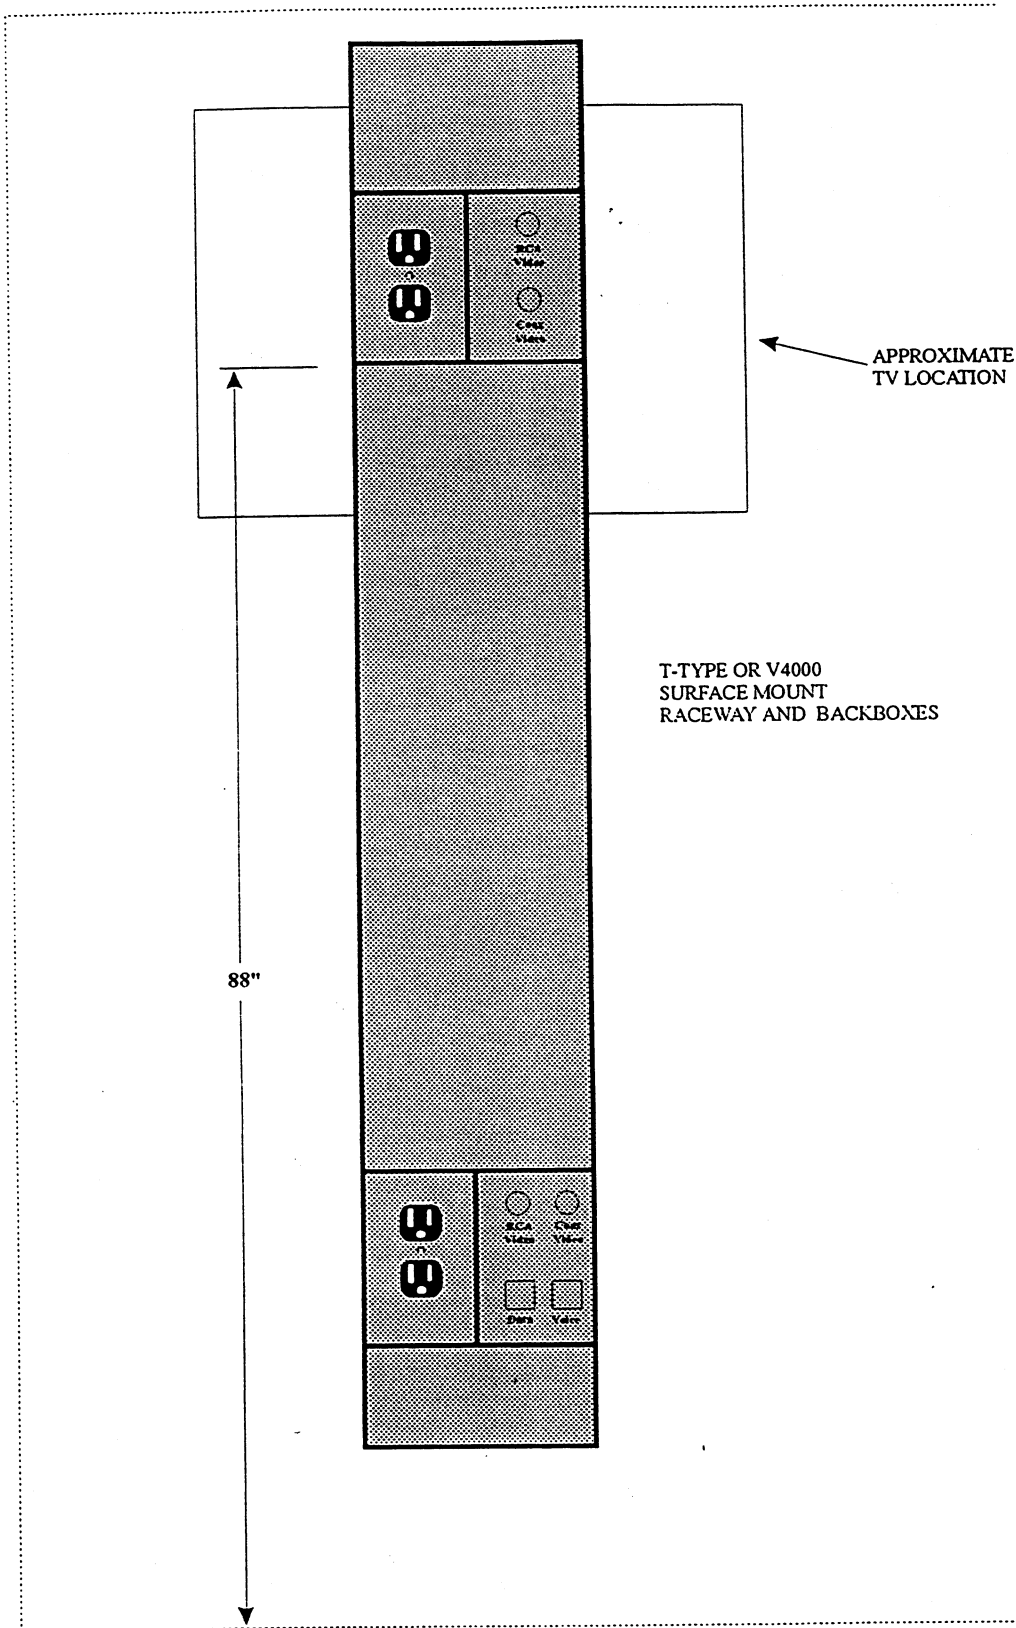 RCA
Video
Coax
Video
APPROXIMATE
TV LOCATION
T-TYPE OR V4000
SURFACE MOUNT
RACEWAY AND BACKBOXES
88"
RCA
Video
Coax
Video
Data
Voice